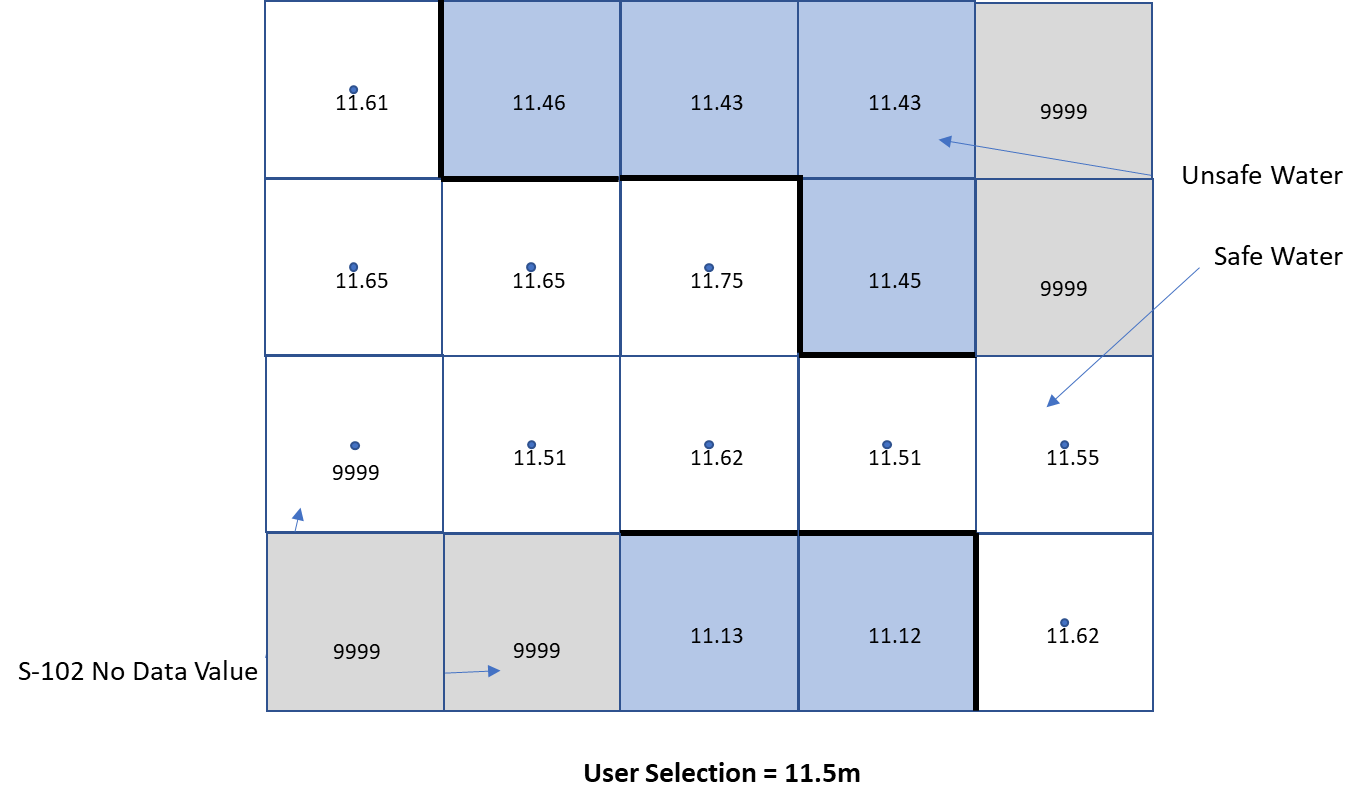 11.61 11.46 11.43 11.43 9999
Unsafe Water
Safe Water
11.65 11.65 11.75 11.45 9999
9999 11.51 11.62 11.51 11.55
9999 9999 11.13 11.12 11.62
S-102 No Data Value
User Selection = 11.5m